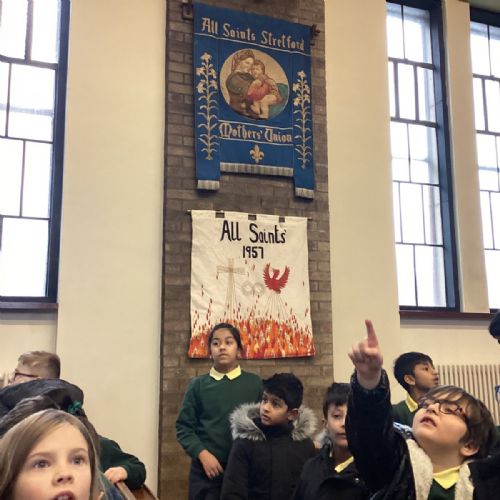 All Saints Stretford
Mothers' Union
All Saints'
1957